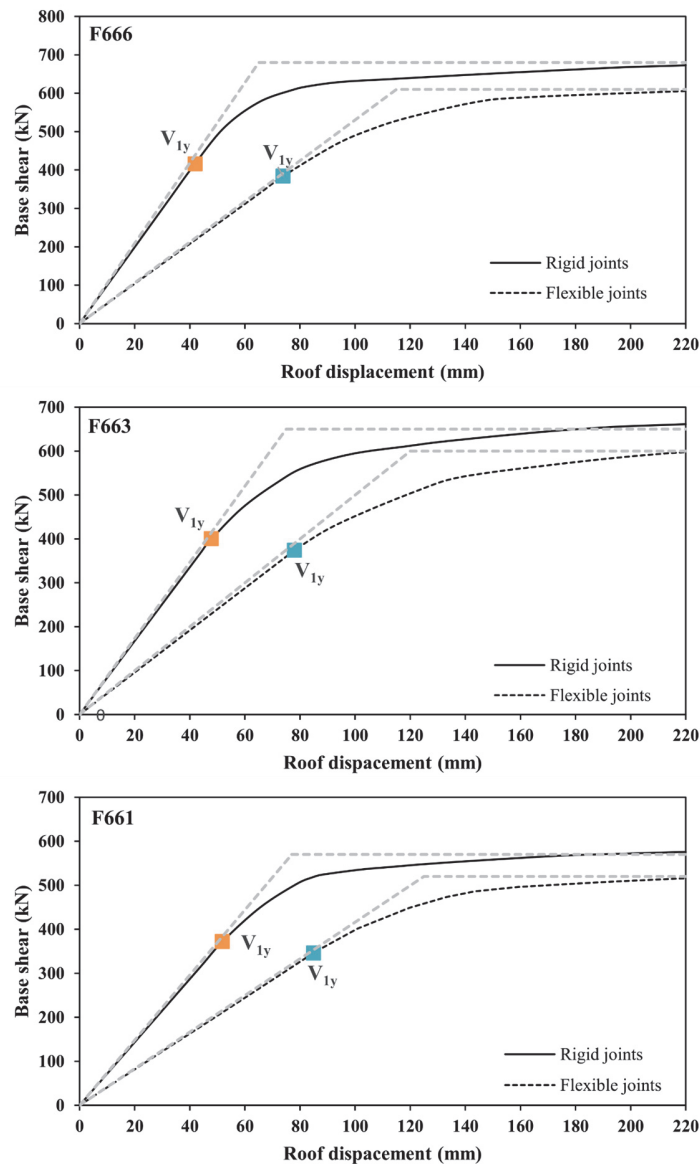 F666
800
700
600
500
400
300
200
100
0
Base shear (kN)
V1y
V1y
Rigid joints
Flexible joints
0 20 40 60 80 100 120 140 160 180 200 220
Roof displacement (mm)
F663
700
600
500
400
300
200
100
0
Base shear (kN)
V1y
V1y
Rigid joints
Flexible joints
0
0 20 40 60 80 100 120 140 160 180 200 220
Roof dispacement (mm)
F661
700
600
500
400
300
200
100
0
Base shear (kN)
V1y
V1y
Rigid joints
Flexible joints
0 20 40 60 80 100 120 140 160 180 200 220
Roof dispacement (mm)